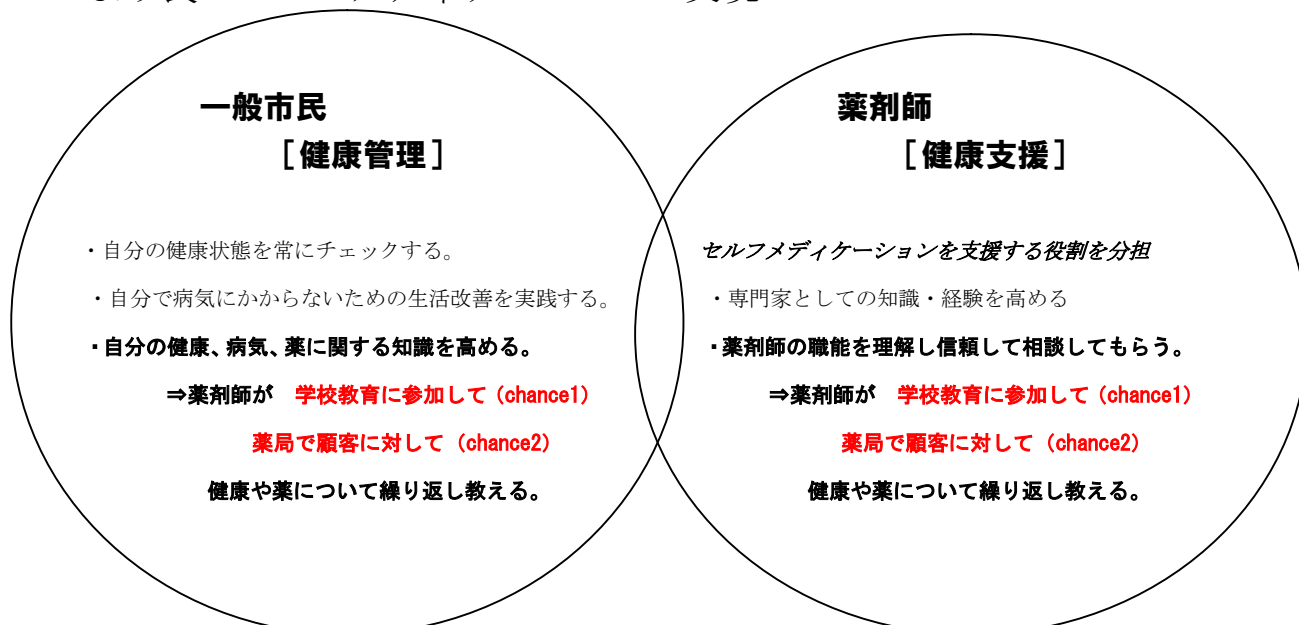 一般市民
［健康管理］
・自分の健康状態を常にチェックする。
・自分で病気にかからないための生活改善を実践する。
・自分の健康、病気、薬に関する知識を高める。
⇒薬剤師が　学校教育に参加して（chance1）
薬局で顧客に対して（chance2）
健康や薬について繰り返し教える。
薬剤師
［健康支援］
セルフメディケーションを支援する役割を分担
・専門家としての知識・経験を高める
・薬剤師の職能を理解し信頼して相談してもらう。
⇒薬剤師が　学校教育に参加して（chance1）
薬局で顧客に対して（chance2）
健康や薬について繰り返し教える。